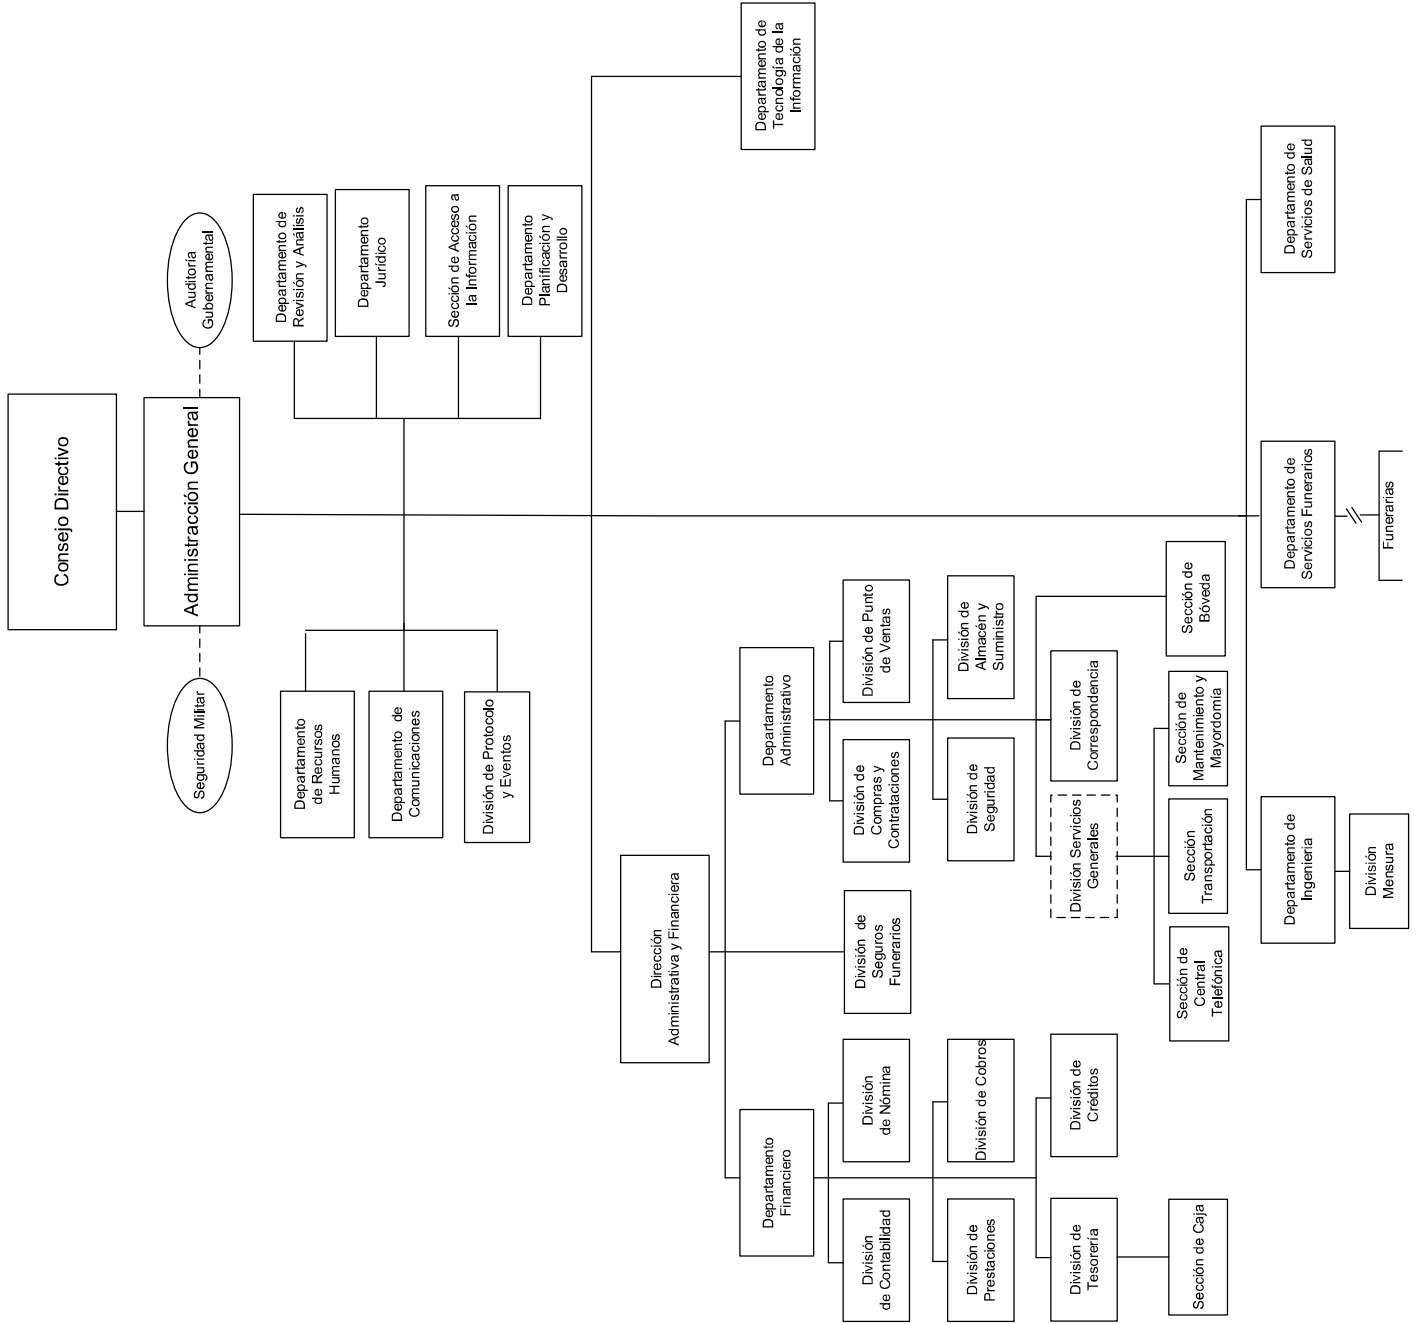 Consejo Directivo
Administracción General
Seguridad Militar
Auditoría
Gubernamental
Departamento
de Recursos
Humanos
Departamento de
Comunicaciones
División de Protocolo
y Eventos
Departamento de
Revisión y Análisis
Departamento
Jurídico
Sección de Acceso a
la Información
Departamento
Planificación y
Desarrollo
Dirección
Administrativa y Financiera
Departamento de
Tecnología de la
Información
Departamento
Financiero
División de
Seguros
Funerarios
Departamento
Administrativo
División
de Contabilidad
División
de Nómina
División de
Prestaciones
División de Cobros
División de
Tesorería
División de
Créditos
Sección de Caja
División de
Compras y
Contrataciones
División de Punto
de Ventas
División de
Seguridad
División de
Almacén y
Suministro
División Servicios
Generales
División de
Correspondencia
Sección de
Central
Telefónica
Sección
Transportación
Sección de
Mantenimiento y
Mayordomía
Sección de
Bóveda
Departamento de
Ingenieria
División
Mensura
Departamento de
Servicios Funerarios
Funerarias
Departamento de
Servicios de Salud